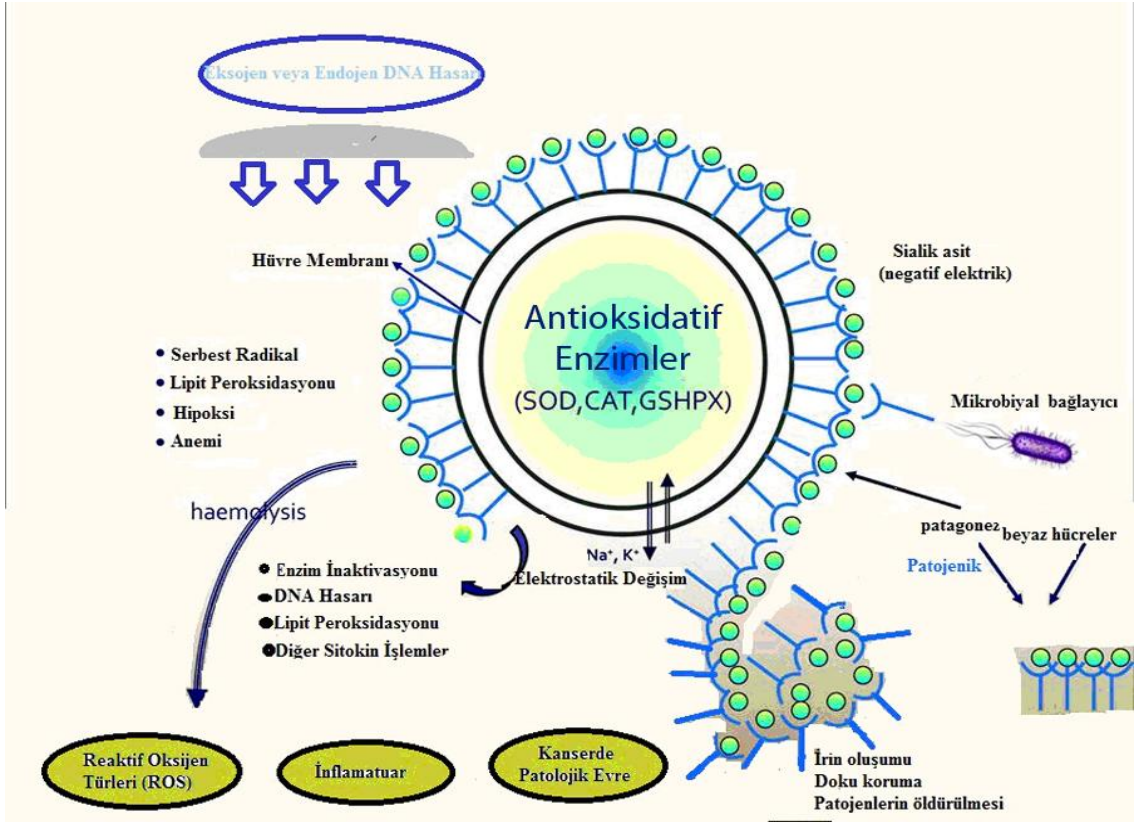 Eksojen veya Endojen DNA Hasarı
Hüvre Membranı
Sialik asit
(negatif elektrik)
Antioksidatif
Enzimler
(SOD,CAT,GSHPX)
• Serbest Radikal
• Lipit Peroksidasyonu
• Hipoksi
• Anemi
Mikrobiyal bağlayıcı
haemolysis
patagonez
beyaz hücreler
Patojenik
Na⁺, K⁺
Elektrostatik Değişim
Enzim İnaktivasyonu
DNA Hasarı
Lipit Peroksidasyonu
Diğer Sitokin İşlemler
Reaktif Oksijen
Türleri (ROS)
İnflamatuar
Kanserde
Patolojik Evre
İrin oluşumu
Doku koruma
Patojenlerin öldürülmesi